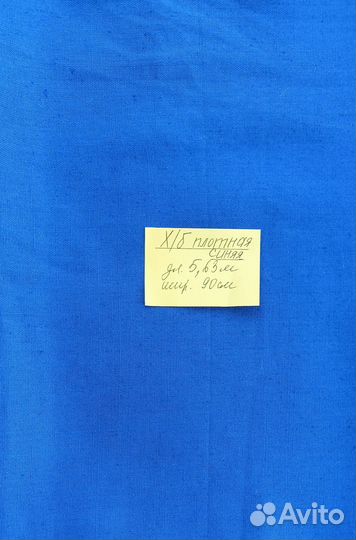 Х/б плотная
синяя
дл. 5,63м
шир. 90см
Avito